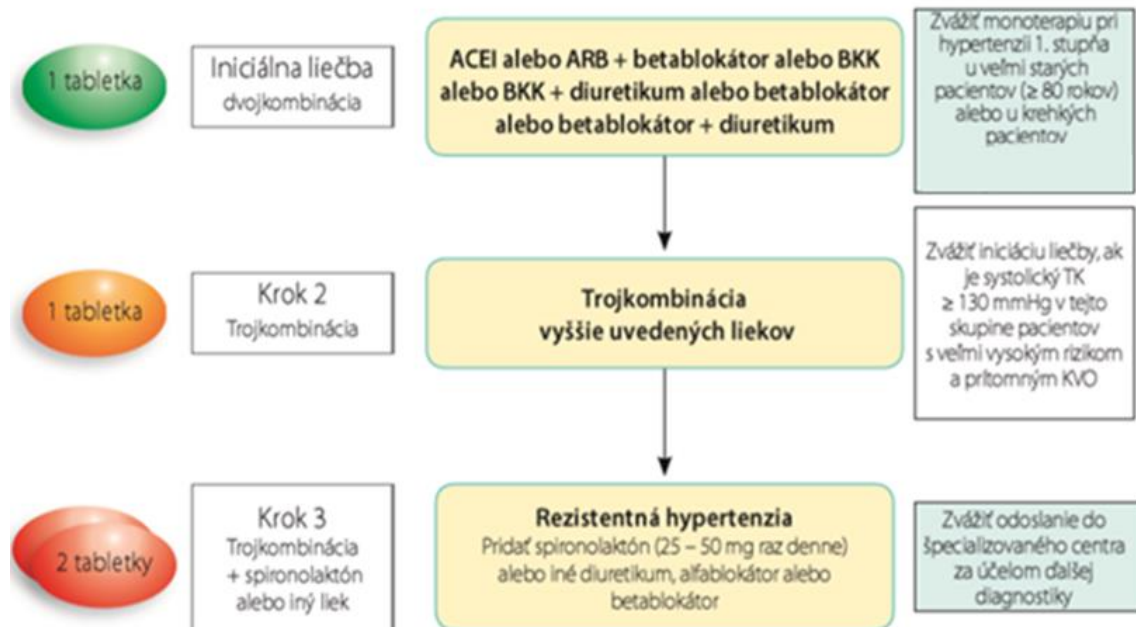 1 tabletka
Iniciálna liečba
dvojkombinácia
ACEI alebo ARB + betablokátor alebo BKK
alebo BKK + diuretikum alebo betablokátor
alebo betablokátor + diuretikum
Zvážiť monoterapiu pri
hypertenzii 1. stupňa
u veľmi starých
pacientov (≥ 80 rokov)
alebo u krehkých
pacientov
1 tabletka
Krok 2
Trojkombinácia
Trojkombinácia
vyššie uvedených liekov
Zvážiť iniciáciu liečby, ak
je systolický TK
≥ 130 mmHg v tejto
skupine pacientov
s veľmi vysokým rizikom
a prítomným KVO
2 tabletky
Krok 3
Trojkombinácia
+ spironolaktón
alebo iný liek
Rezistentná hypertenzia
Pridať spironolaktón (25 – 50 mg raz denne)
alebo iné diuretikum, alfablokátor alebo
betablokátor
Zvážiť odoslanie do
špecializovaného centra
za účelom ďalšej
diagnostiky